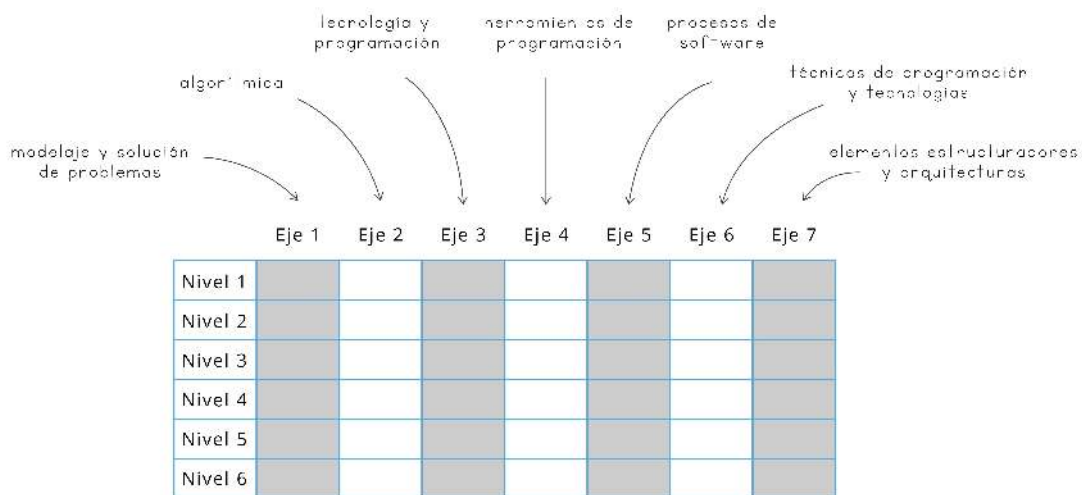 tecnología y
programación
herramientas de
programación
procesos de
software
algorítmica
técnicas de programación
y tecnologías
modelaje y solución
de problemas
elementos estructuradores
y arquitecturas
Eje 1 Eje 2 Eje 3 Eje 4 Eje 5 Eje 6 Eje 7
Nivel 1
Nivel 2
Nivel 3
Nivel 4
Nivel 5
Nivel 6